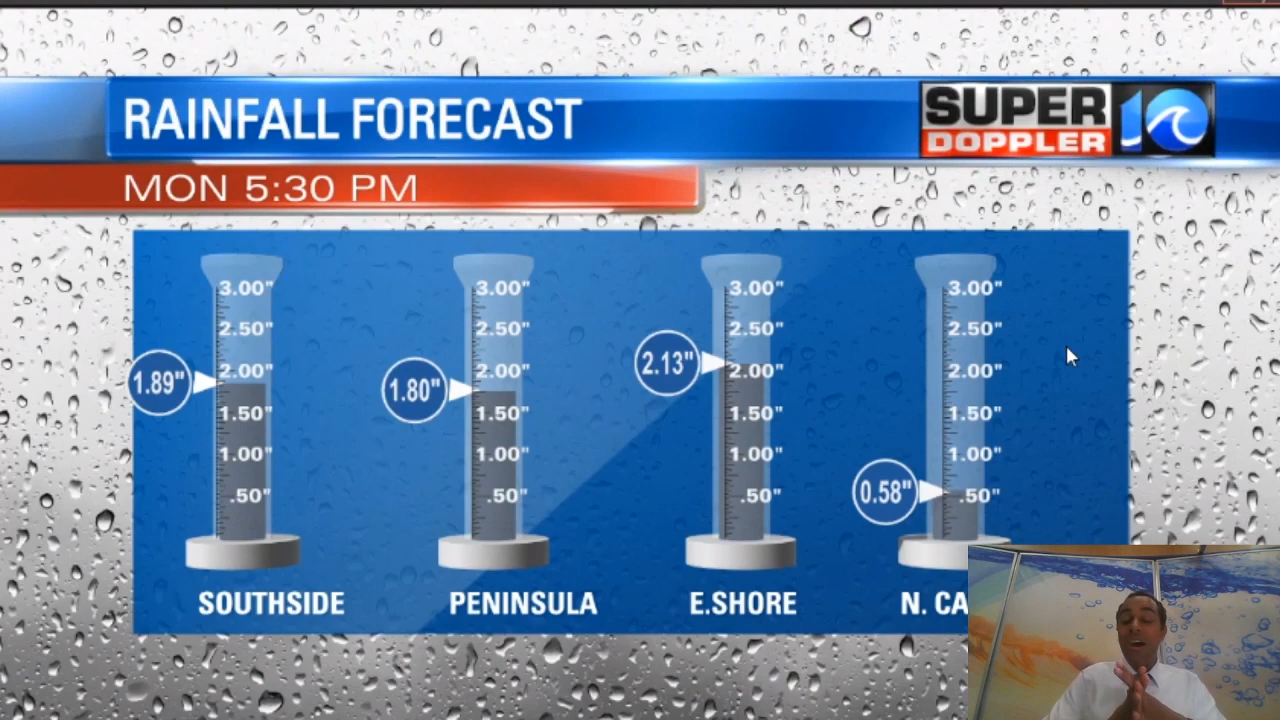 RAINFALL FORECAST
SUPER
DOPPLER 10
MON 5:30 PM
3.00" 3.00" 3.00" 3.00"
2.50" 2.50" 2.50" 2.50"
2.00" 2.00" 2.00" 2.00"
1.89" 1.80" 2.13" 0.58"
1.50" 1.50" 1.50" 1.50"
1.00" 1.00" 1.00" 1.00"
.50" .50" .50" .50"
SOUTHSIDE PENINSULA E.SHORE N. CA